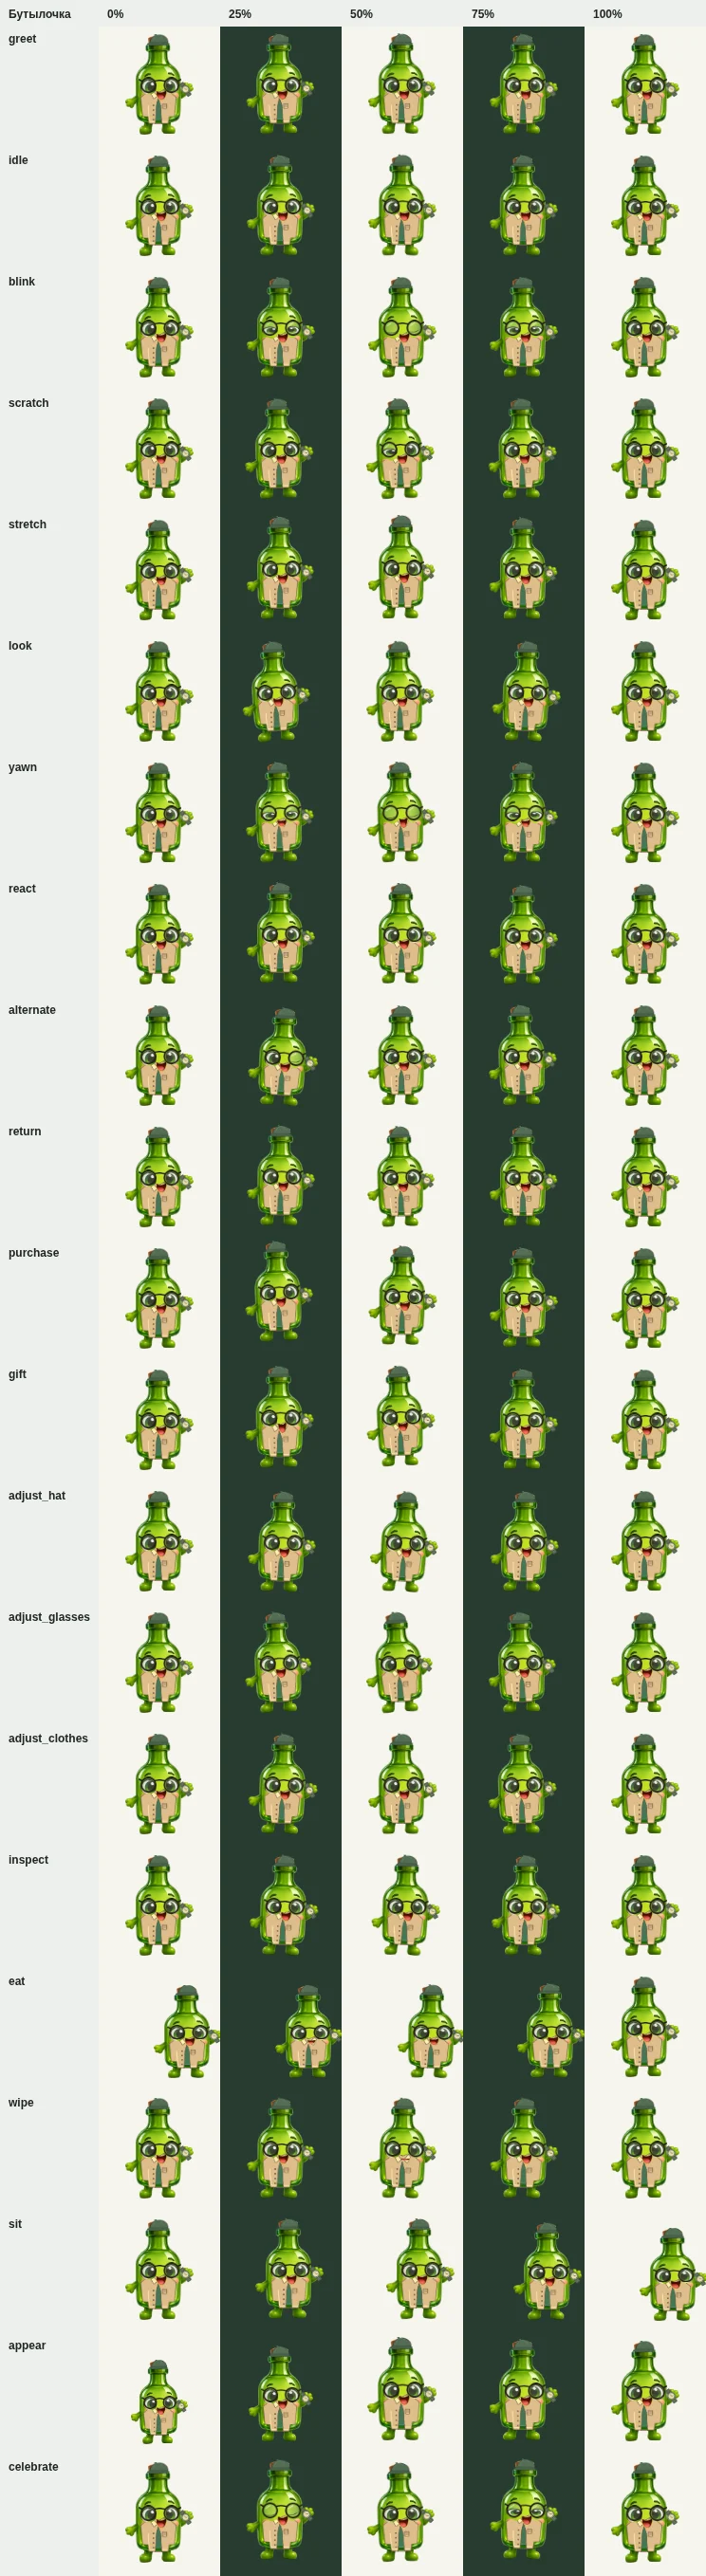 Бутылочка 0% 25% 50% 75% 100%
greet
idle
blink
scratch
stretch
look
yawn
react
alternate
return
purchase
gift
adjust_hat
adjust_glasses
adjust_clothes
inspect
eat
wipe
sit
appear
celebrate